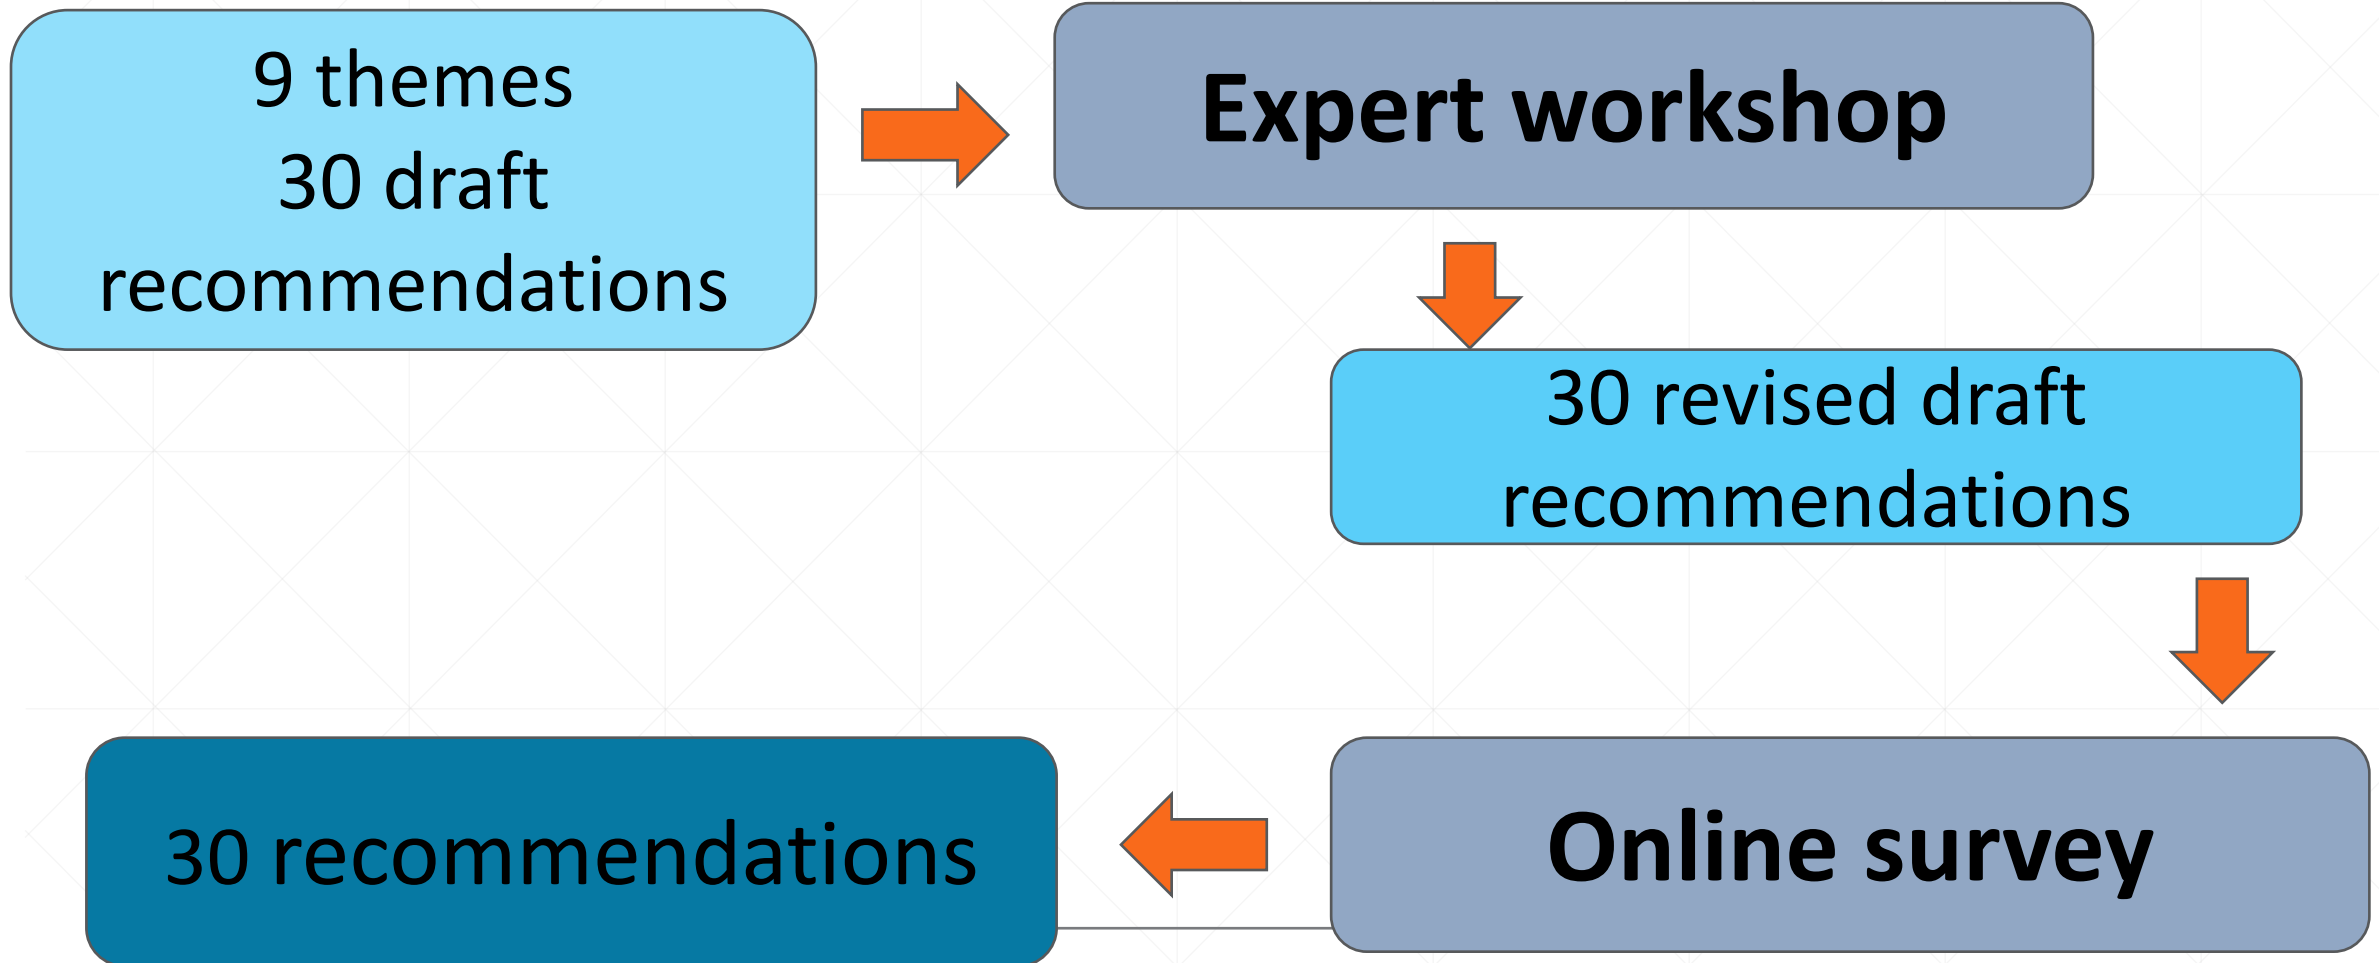 9 themes
30 draft
recommendations
Expert workshop
30 revised draft
recommendations
Online survey
30 recommendations